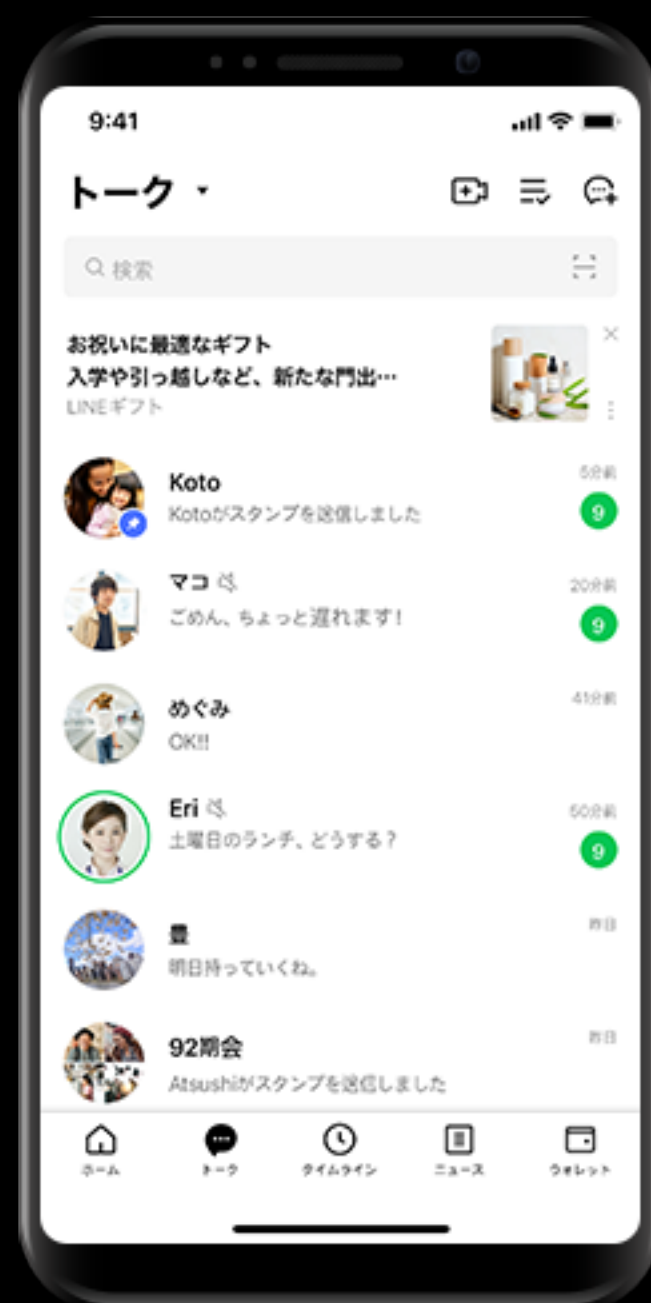 9:41
トーク
検索
お祝いに最適なギフト
入学や引っ越しなど、新たな門出…
LINEギフト
Koto
5分前
Kotoがスタンプを送信しました
9
マコ
20分前
ごめん、ちょっと遅れます!
9
めぐみ
41分前
OK!!
Eri
50分前
土曜日のランチ、どうする?
9
豊
昨日
明日持っていくね。
92期会
昨日
Atsushiがスタンプを送信しました
ホーム
トーク
タイムライン
ニュース
ウォレット